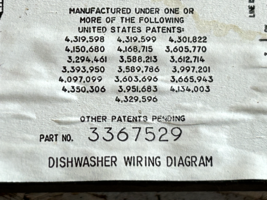 MANUFACTURED UNDER ONE OR
MORE OF THE FOLLOWING
UNITED STATES PATENTS:
4,319,598 4,319,599 4,301,822
4,150,680 4,168,715 3,605,770
3,294,461 3,588,213 3,612,714
3,393,950 3,589,786 3,997,201
4,097,099 3,603,696 3,665,943
4,350,306 3,951,683 4,134,003
4,329,596
OTHER PATENTS PENDING
PART NO. 3367529
DISHWASHER WIRING DIAGRAM